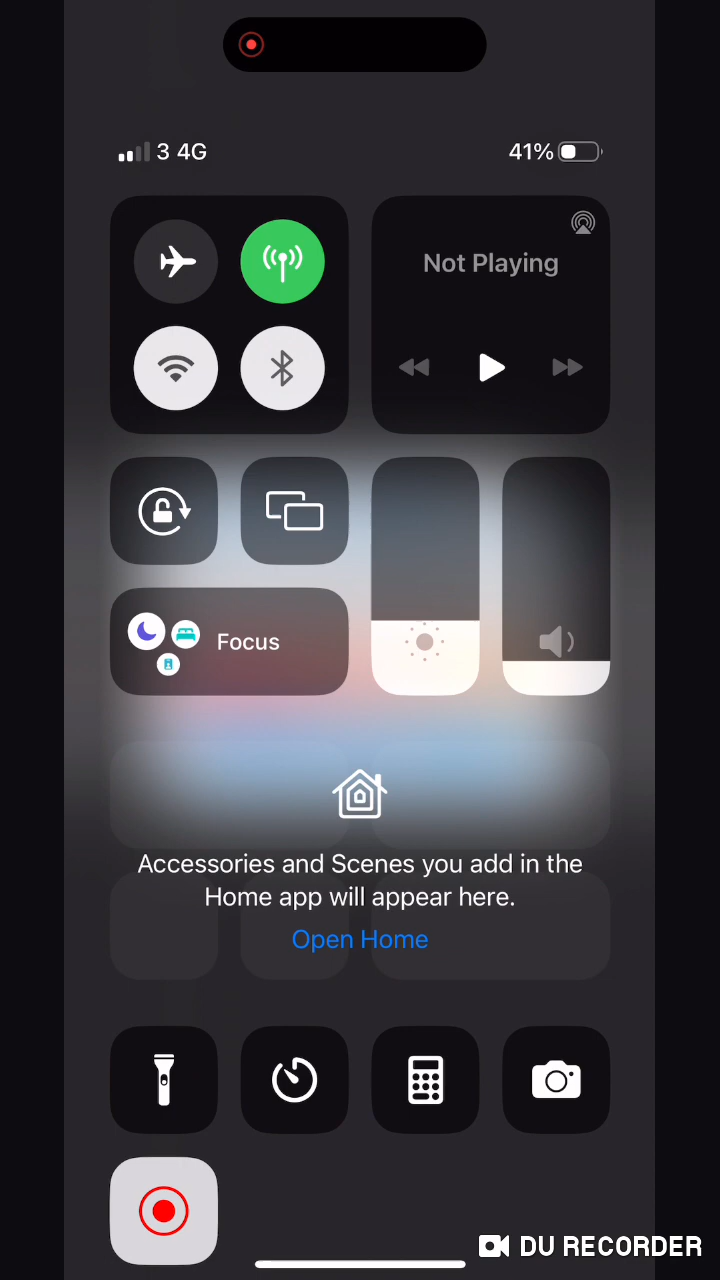 3 4G
41%
Not Playing
Focus
Accessories and Scenes you add in the
Home app will appear here.
Open Home
DU RECORDER